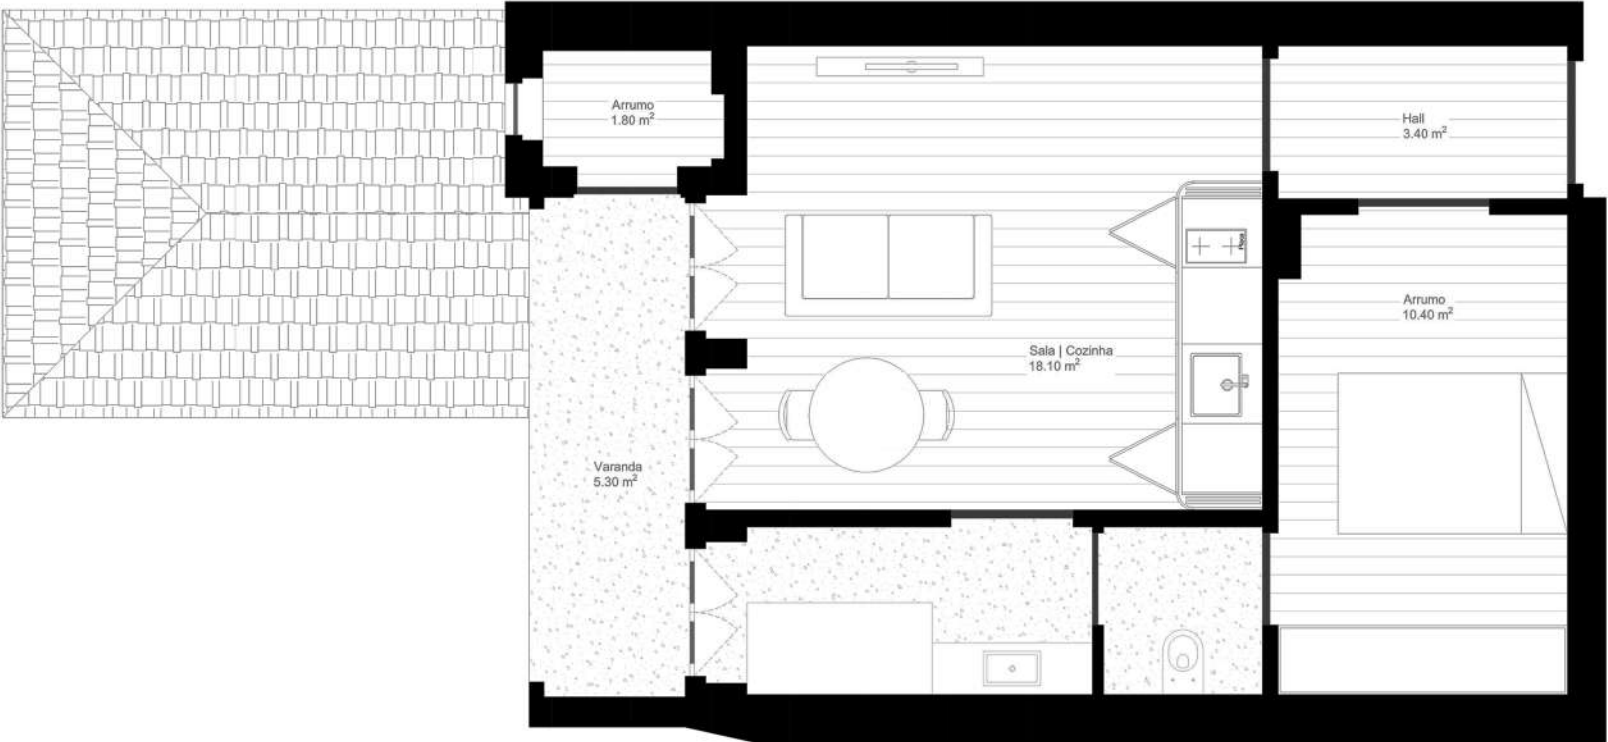 Arrumo
1.80 m²
Hall
3.40 m²
Placa
Arrumo
10.40 m²
Sala | Cozinha
18.10 m²
Varanda
5.30 m²